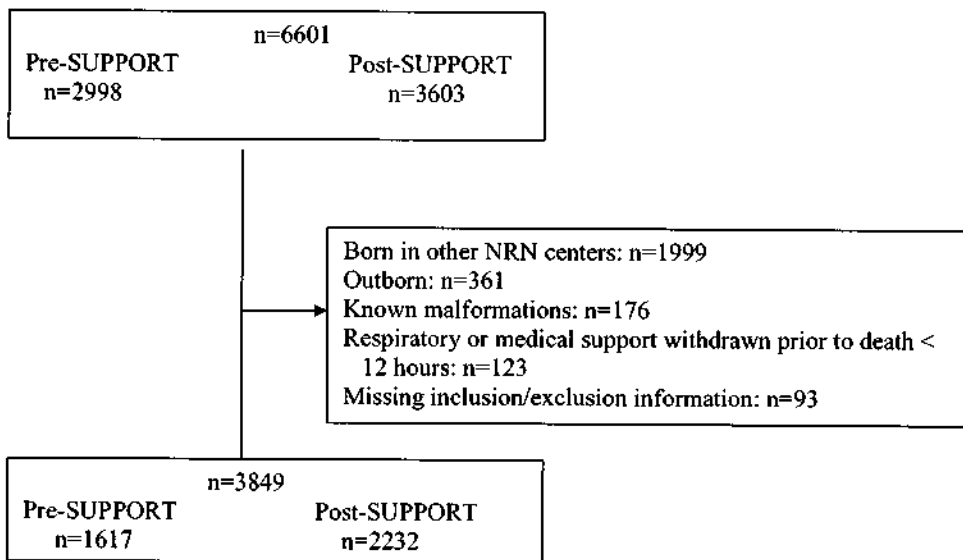 n=6601
Pre-SUPPORT Post-SUPPORT
n=2998 n=3603
Born in other NRN centers: n=1999
Outborn: n=361
Known malformations: n=176
Respiratory or medical support withdrawn prior to death <
12 hours: n=123
Missing inclusion/exclusion information: n=93
n=3849
Pre-SUPPORT Post-SUPPORT
n=1617 n=2232